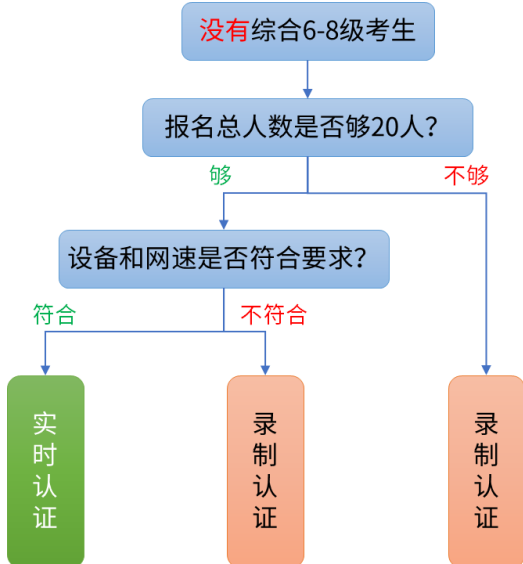 没有综合6-8级考生
报名总人数是否够20人？
够
不够
设备和网速是否符合要求？
符合
不符合
实时认证
录制认证
录制认证